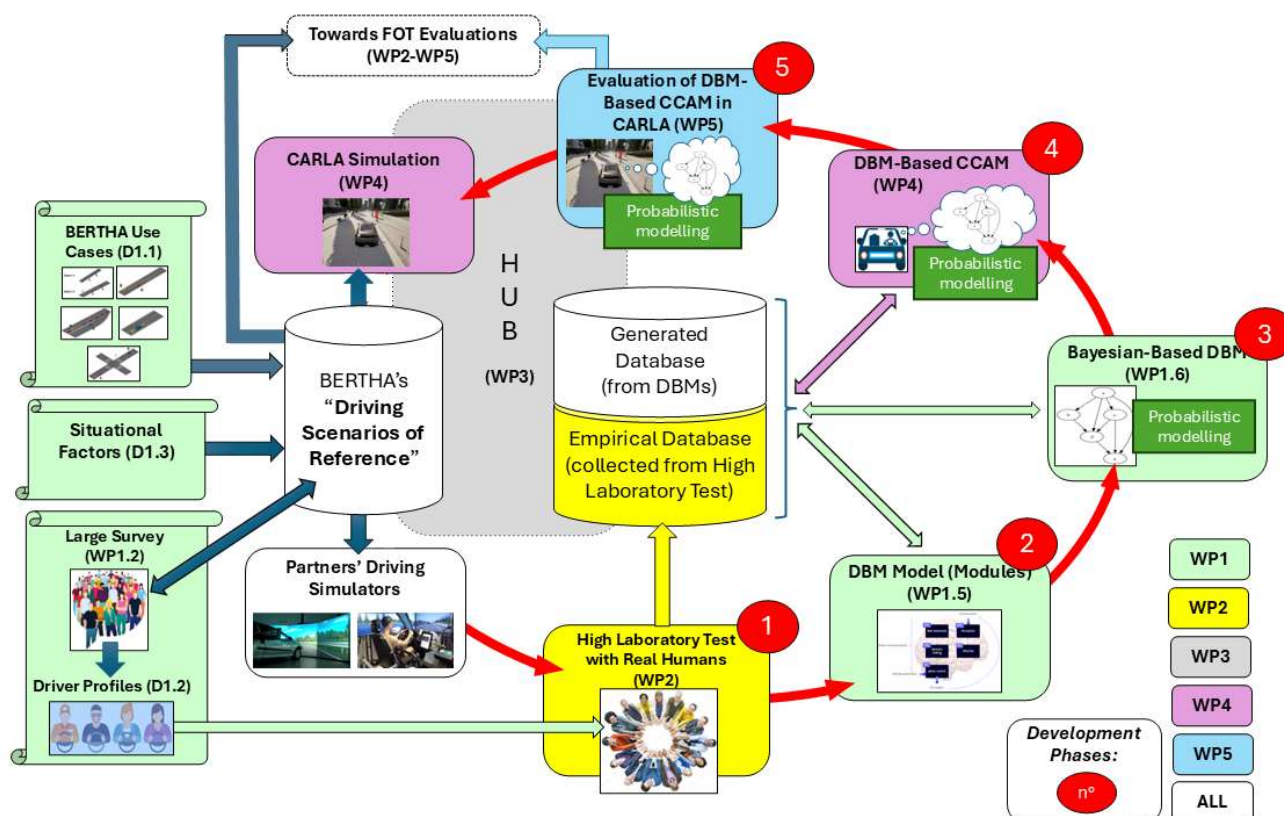 Towards FOT Evaluations
(WP2-WP5)
5
Evaluation of DBM-
Based CCAM in
CARLA (WP5)
Probabilistic
modelling
4
DBM-Based CCAM
(WP4)
Probabilistic
modelling
CARLA Simulation
(WP4)
BERTHA Use
Cases (D1.1)
H
U
B
(WP3)
3
Bayesian-Based DBM
(WP1.6)
Probabilistic
modelling
Generated
Database
(from DBMs)
Empirical Database
(collected from High
Laboratory Test)
BERTHA's
“Driving
Scenarios of
Reference”
Situational
Factors (D1.3)
Large Survey
(WP1.2)
Driver Profiles (D1.2)
Partners’ Driving
Simulators
1
High Laboratory Test
with Real Humans
(WP2)
2
DBM Model (Modules)
(WP1.5)
Development
Phases:
n°
WP1
WP2
WP3
WP4
WP5
ALL